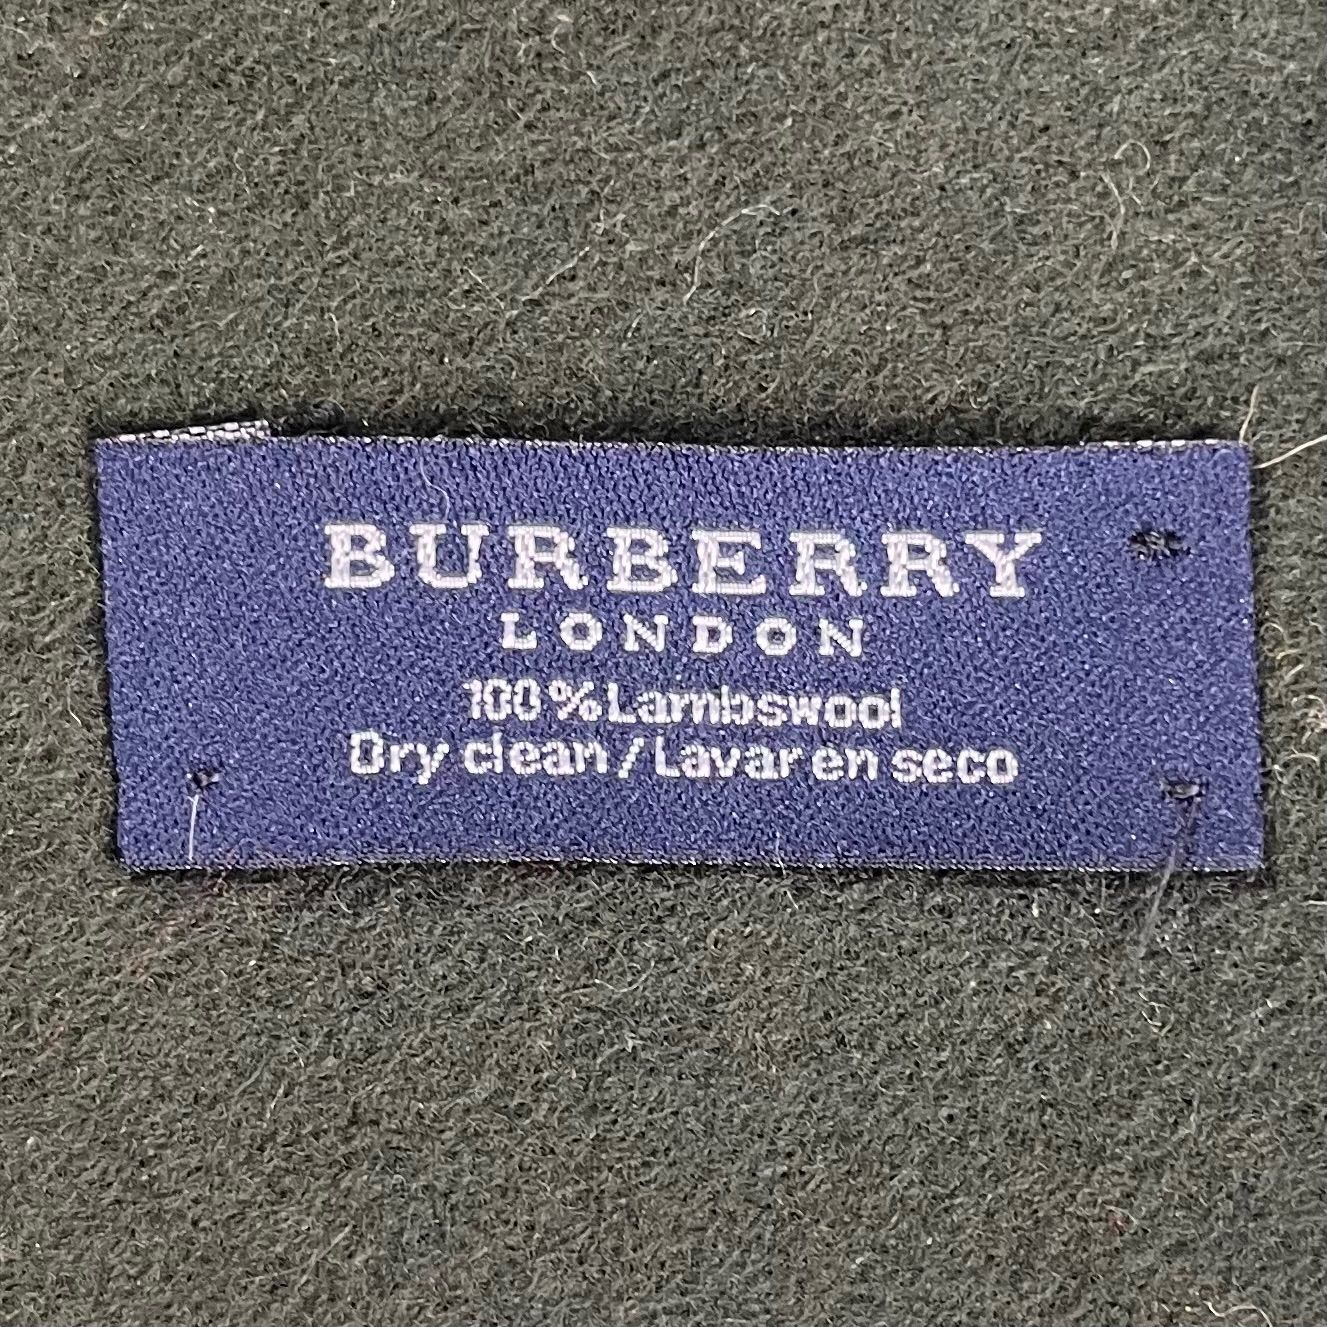 BURBERRY
LONDON
100% Lambswool
Dry clean / Lavar en seco